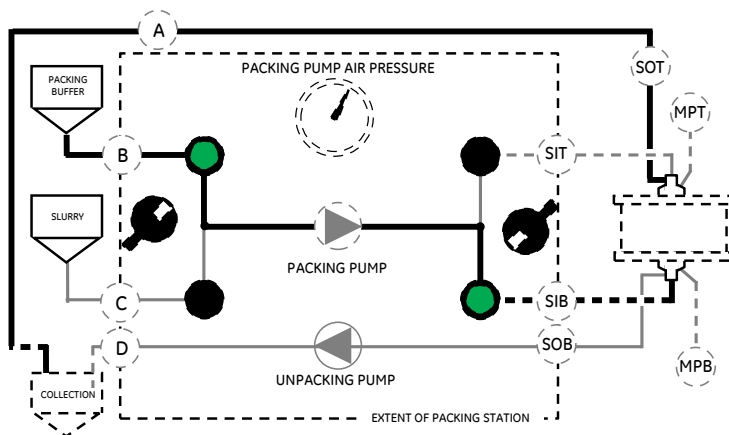 A
PACKING PUMP AIR PRESSURE
SOT
PACKING
BUFFER
MPT
B
SIT
SLURRY
PACKING PUMP
C
SIB
D
SOB
UNPACKING PUMP
MPB
COLLECTION
EXTENT OF PACKING STATION